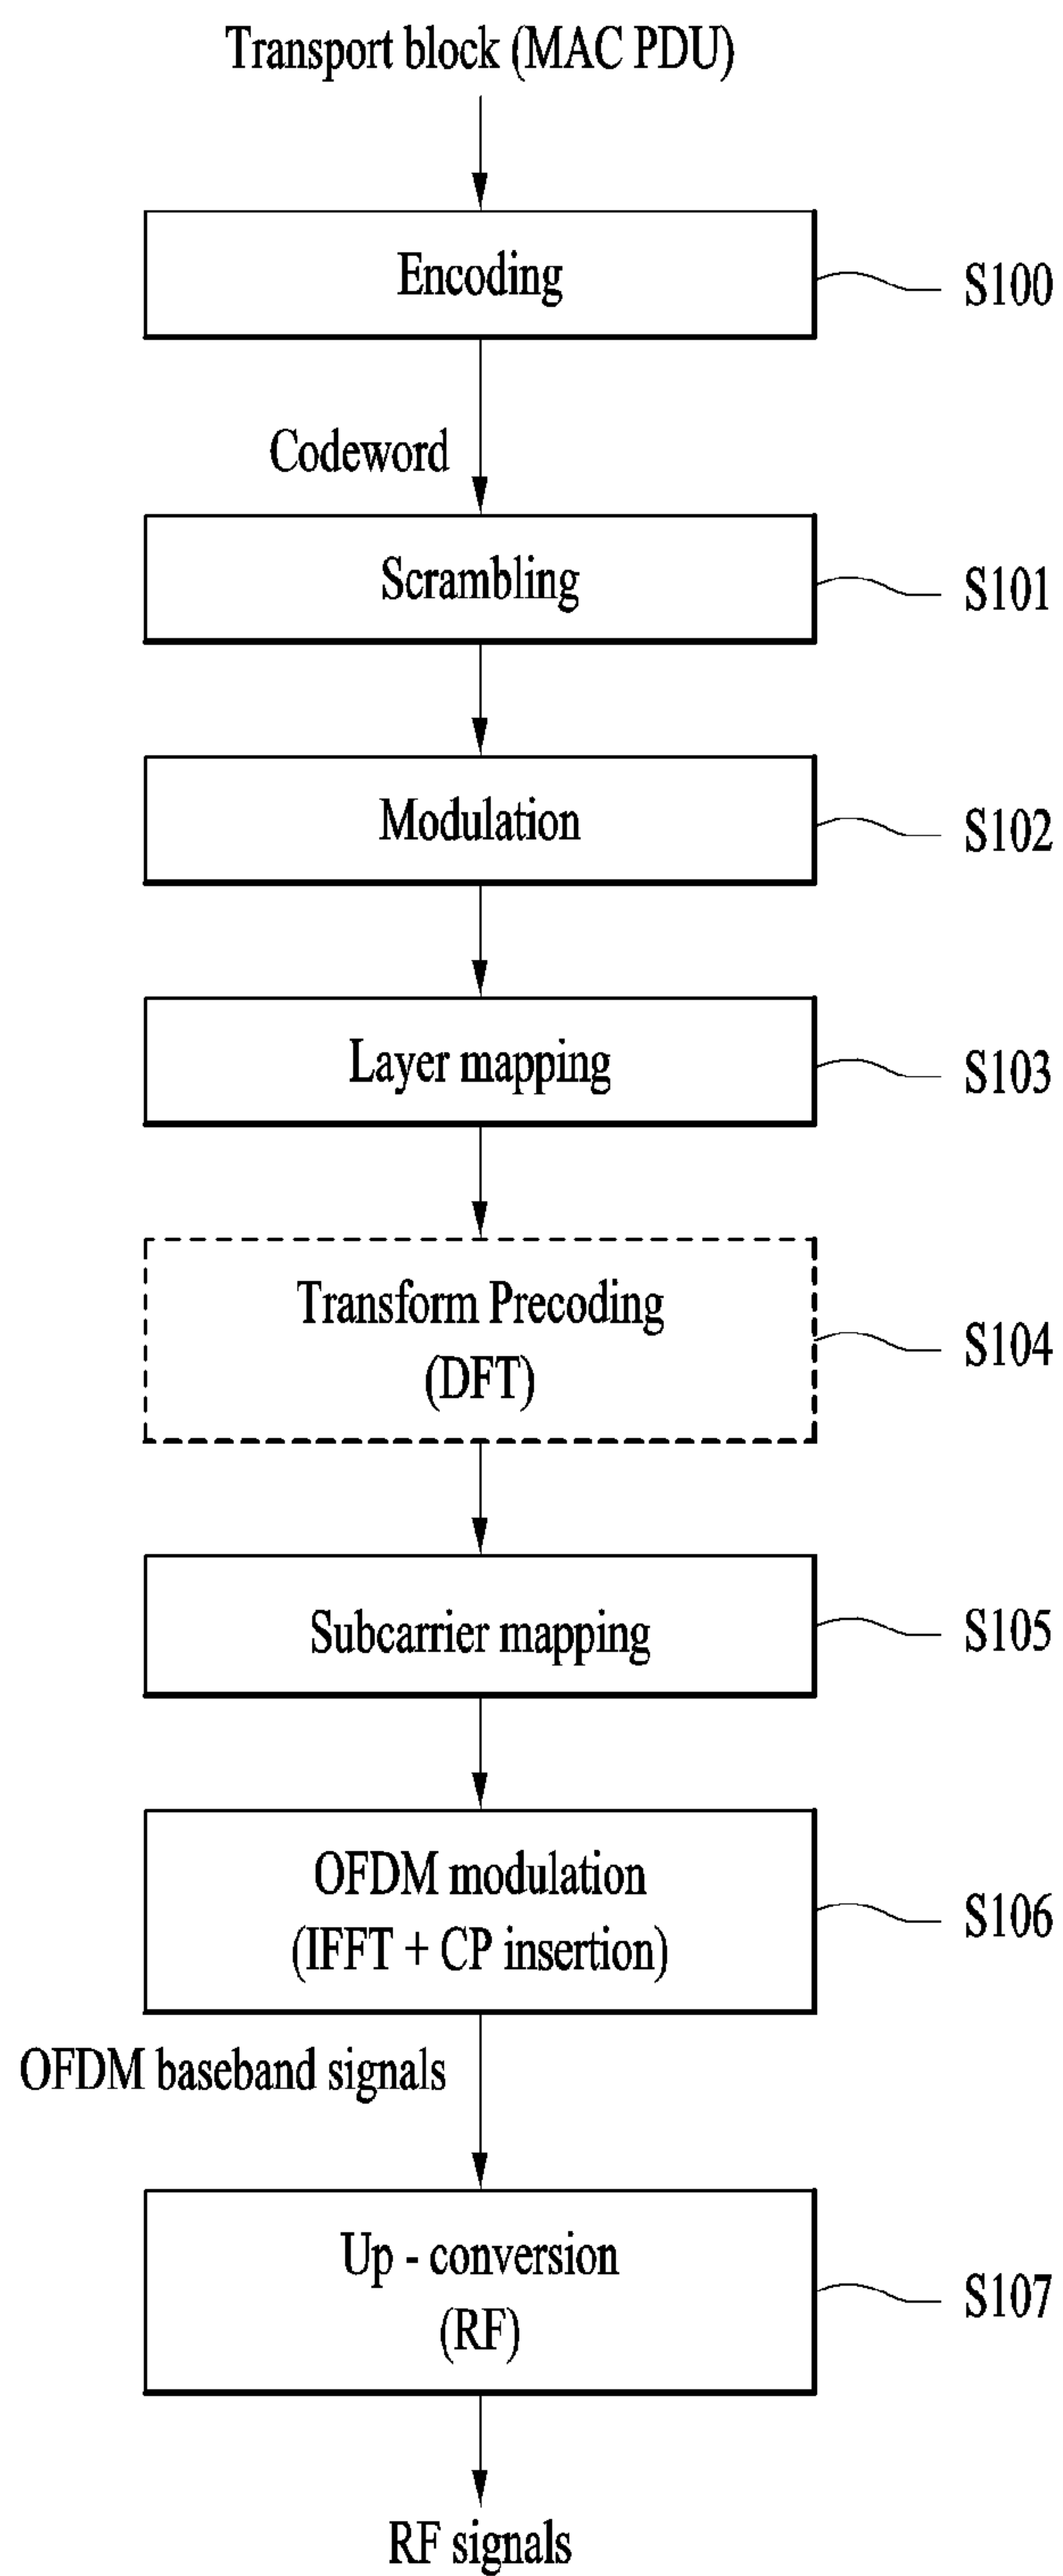 Transport block (MAC PDU)
Encoding
S100
Codeword
Scrambling
S101
Modulation
S102
Layer mapping
S103
Transform Precoding
(DFT)
S104
Subcarrier mapping
S105
OFDM modulation
(IFFT + CP insertion)
S106
OFDM baseband signals
Up - conversion
(RF)
S107
RF signals